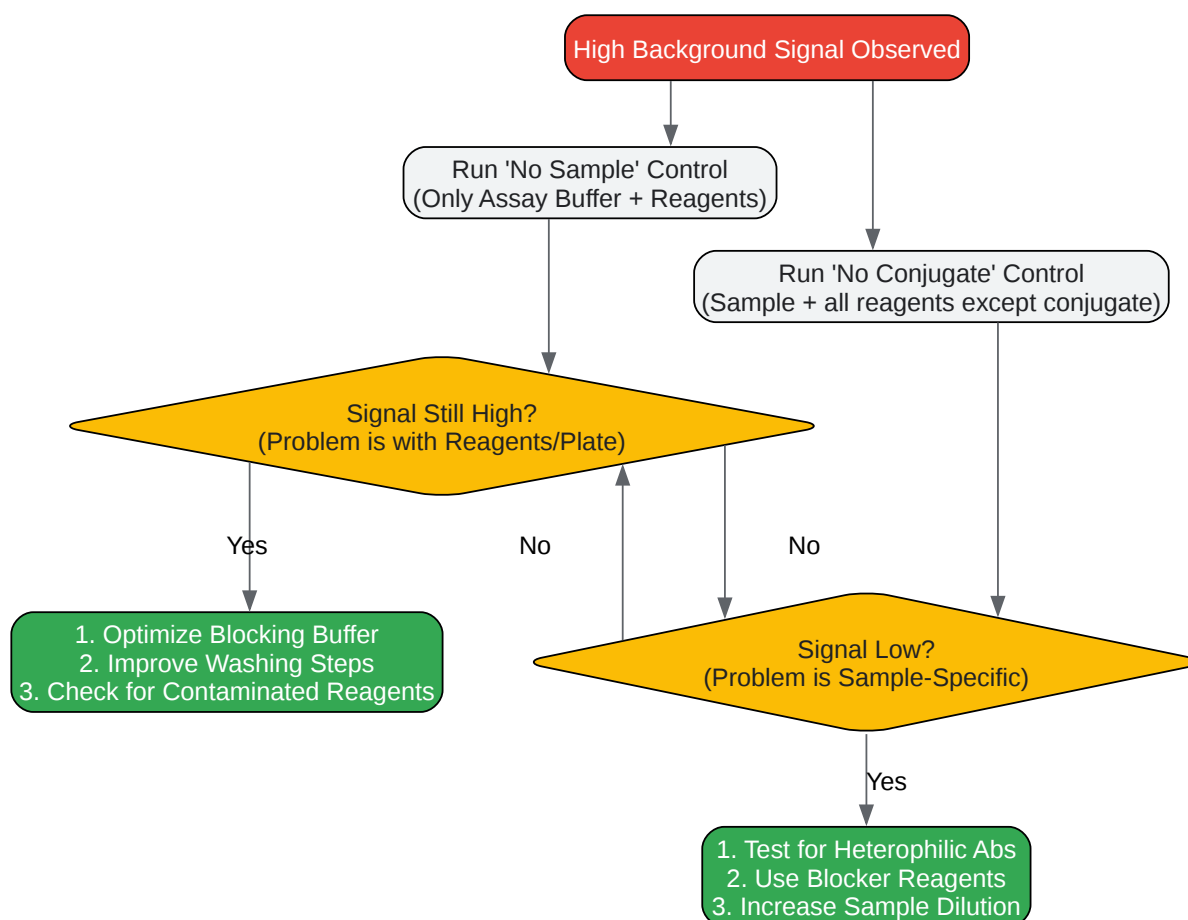 High Background Signal Observed
Run 'No Sample' Control
(Only Assay Buffer + Reagents)
Run 'No Conjugate' Control
(Sample + all reagents except conjugate)
Signal Still High?
(Problem is with Reagents/Plate)
Yes
No
No
1. Optimize Blocking Buffer
2. Improve Washing Steps
3. Check for Contaminated Reagents
Signal Low?
(Problem is Sample-Specific)
Yes
1. Test for Heterophilic Abs
2. Use Blocker Reagents
3. Increase Sample Dilution